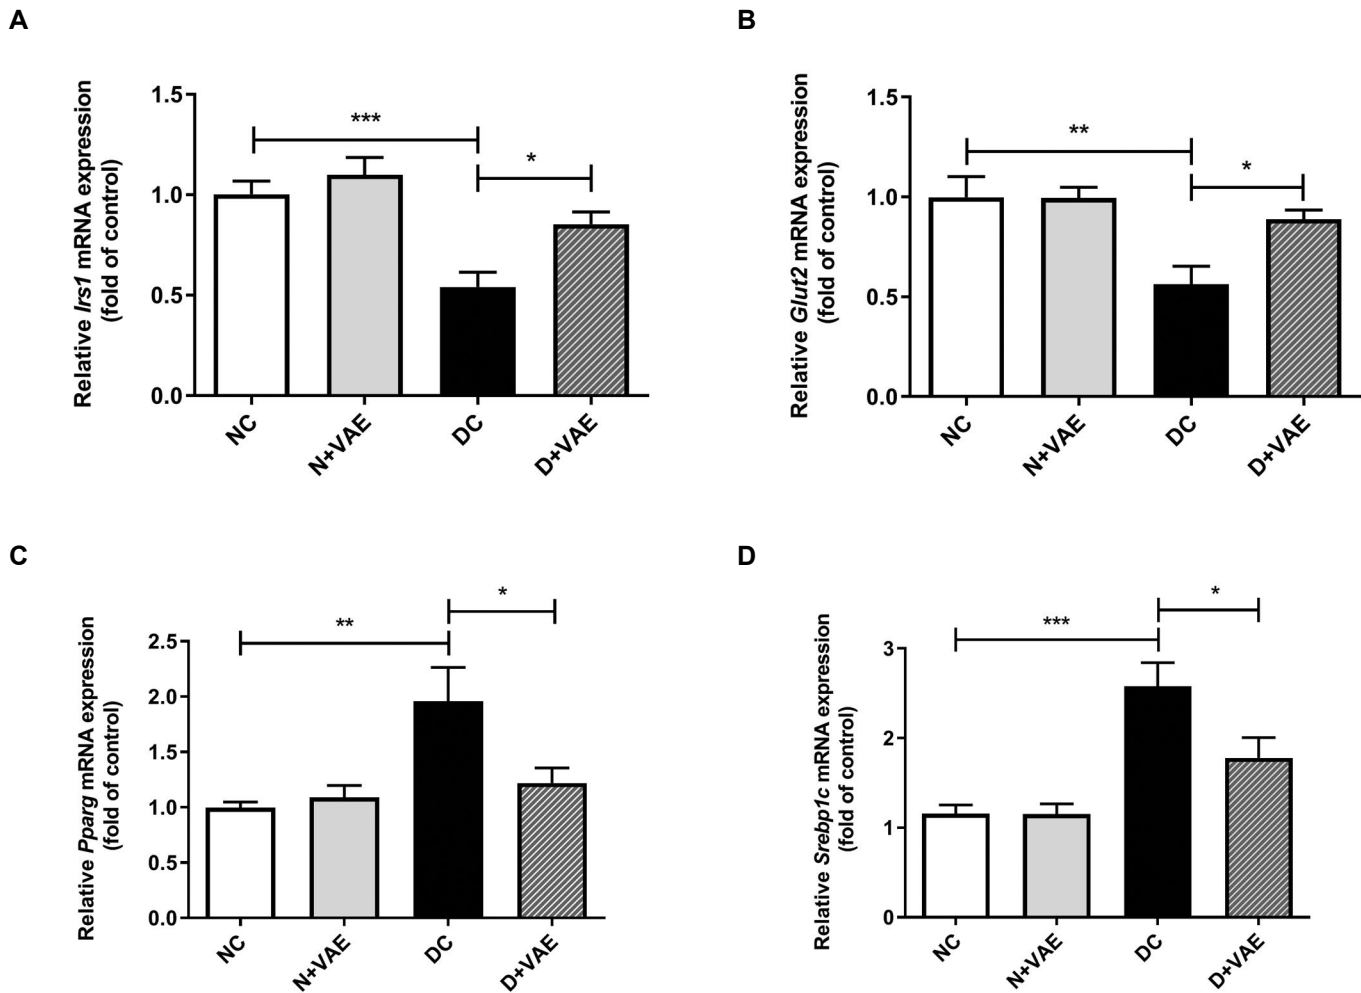 A
Relative Irs1 mRNA expression
(fold of control)
1.5
1.0
0.5
0.0
***
*
NC
N+VAE
DC
D+VAE
B
Relative Glut2 mRNA expression
(fold of control)
1.5
1.0
0.5
0.0
**
*
NC
N+VAE
DC
D+VAE
C
Relative Pparg mRNA expression
(fold of control)
2.5
2.0
1.5
1.0
0.5
0.0
**
*
NC
N+VAE
DC
D+VAE
D
Relative Srebp1c mRNA expression
(fold of control)
3
2
1
0
***
*
NC
N+VAE
DC
D+VAE